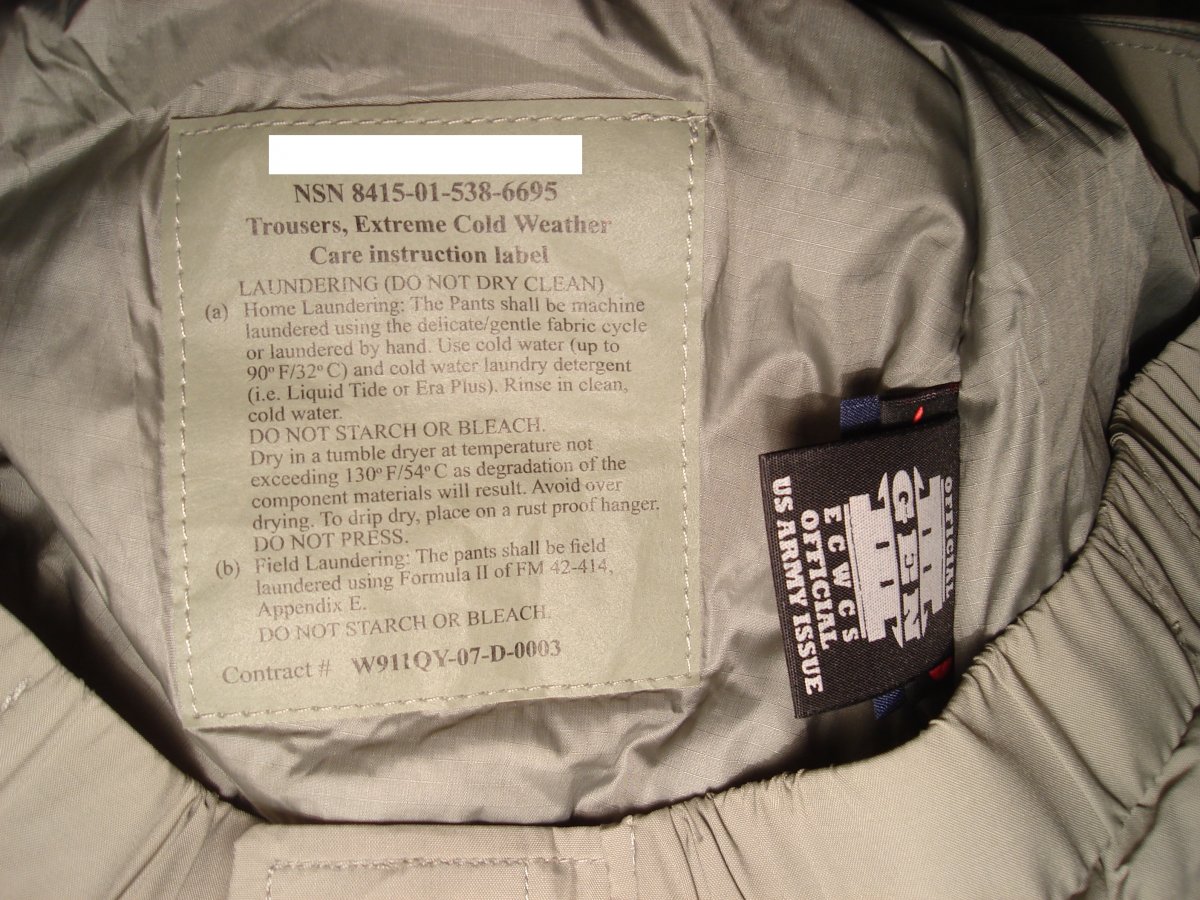 NSN 8415-01-538-6695
Trousers, Extreme Cold Weather
Care instruction label
LAUNDERING (DO NOT DRY CLEAN)
(a) Home Laundering: The Pants shall be machine
laundered using the delicate/gentle fabric cycle
or laundered by hand. Use cold water (up to
90º F/32º C) and cold water laundry detergent
(i.e. Liquid Tide or Era Plus). Rinse in clean,
cold water.
DO NOT STARCH OR BLEACH.
Dry in a tumble dryer at temperature not
exceeding 130º F/54º C as degradation of the
component materials will result. Avoid over
drying. To drip dry, place on a rust proof hanger.
DO NOT PRESS.
(b) Field Laundering: The pants shall be field
laundered using Formula II of FM 42-414,
Appendix E.
DO NOT STARCH OR BLEACH.
Contract # W911QY-07-D-0003
OFFICIAL
III
GEN
III
ECWCS
OFFICIAL
US ARMY ISSUE